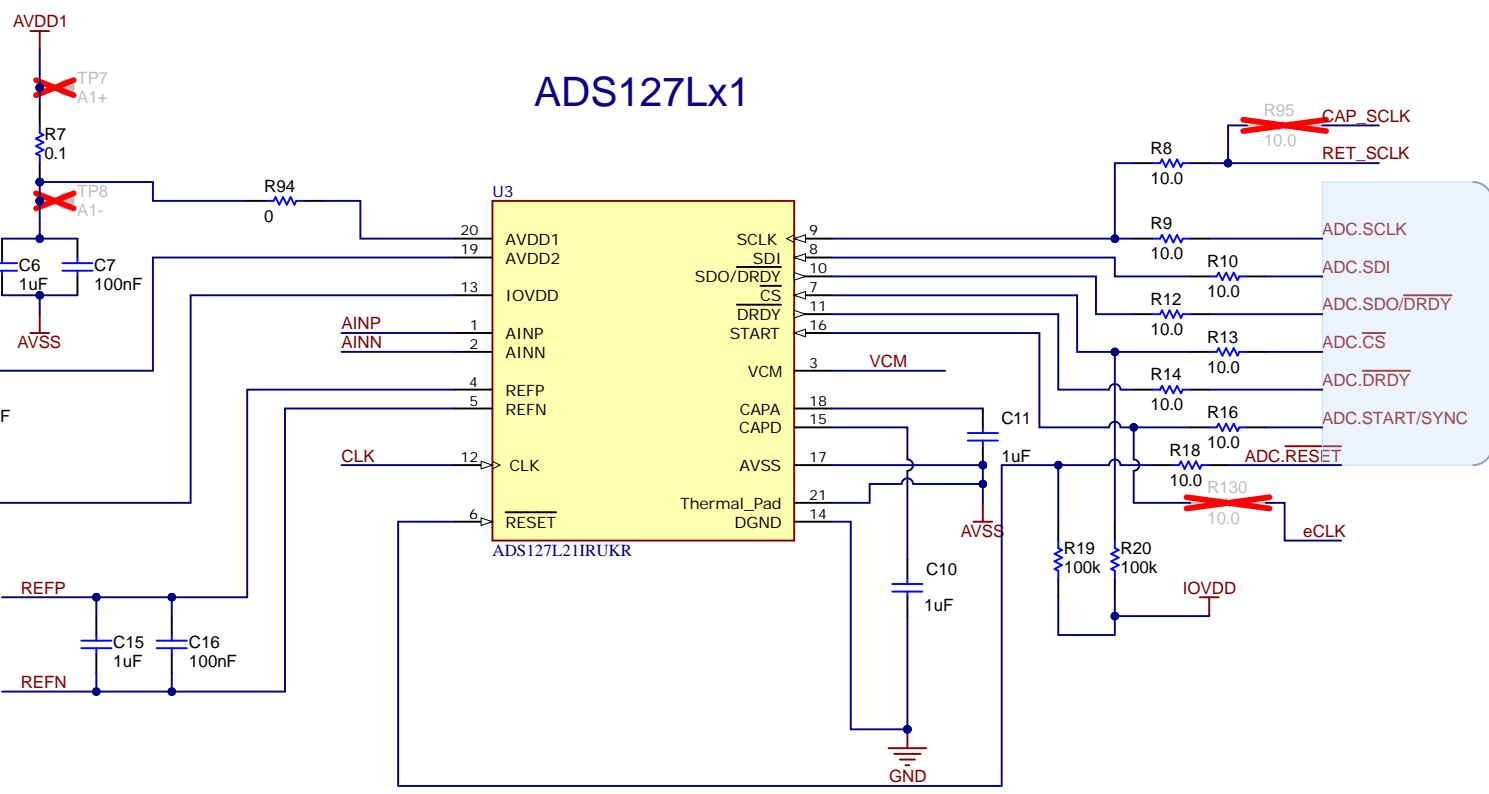 AVDD1
TP7
A1+
R7
0.1
TP8
A1-
C6
1uF
C7
100nF
AVSS
F
R94
0
ADS127Lx1
U3
20
AVDD1
19
AVDD2
13
IOVDD
AINP
1
AINP
AINN
2
AINN
4
REFP
5
REFN
CLK
12
CLK
6
RESET
ADS127L21IRUKR
SCLK
9
SDI
8
SDO/DRDY
10
CS
7
DRDY
11
START
16
VCM
3
VCM
CAPA
18
CAPD
15
AVSS
17
Thermal_Pad
21
DGND
14
REFP
C15
1uF
C16
100nF
REFN
C11
1uF
AVSS
C10
1uF
GND
R95
10.0
CAP_SCLK
R8
10.0
RET_SCLK
R9
10.0
ADC.SCLK
R10
10.0
ADC.SDI
R12
10.0
ADC.SDO/DRDY
R13
10.0
ADC.CS
R14
10.0
ADC.DRDY
R16
10.0
ADC.START/SYNC
R18
10.0
ADC.RESET
R130
10.0
eCLK
R19
100k
R20
100k
IOVDD